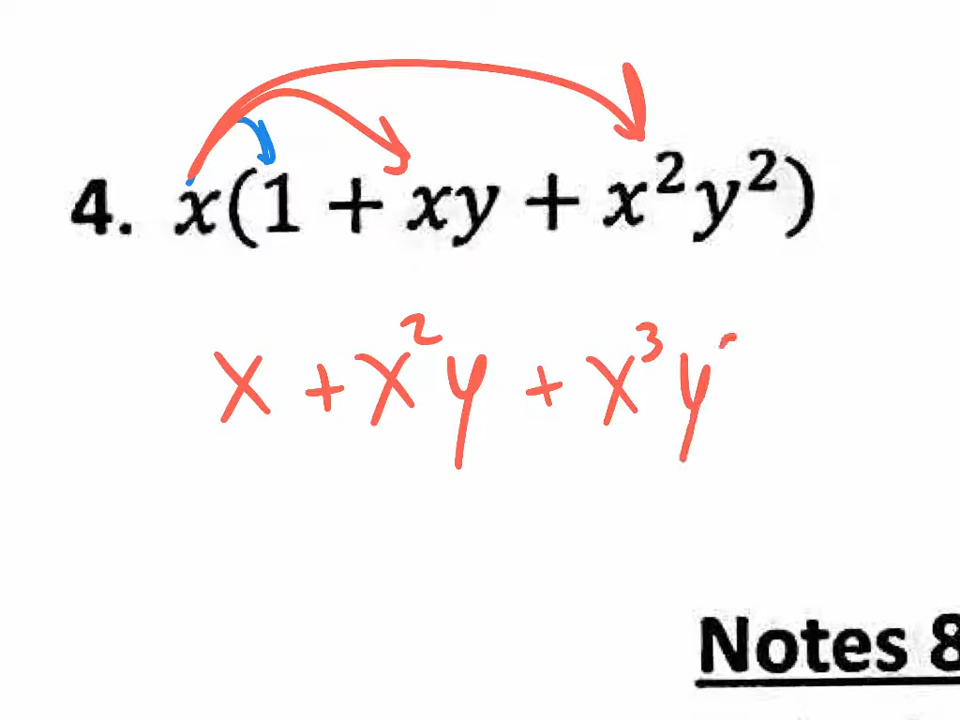 4. x(1 + xy + x²y²)
x + x²y + x³y
Notes 8